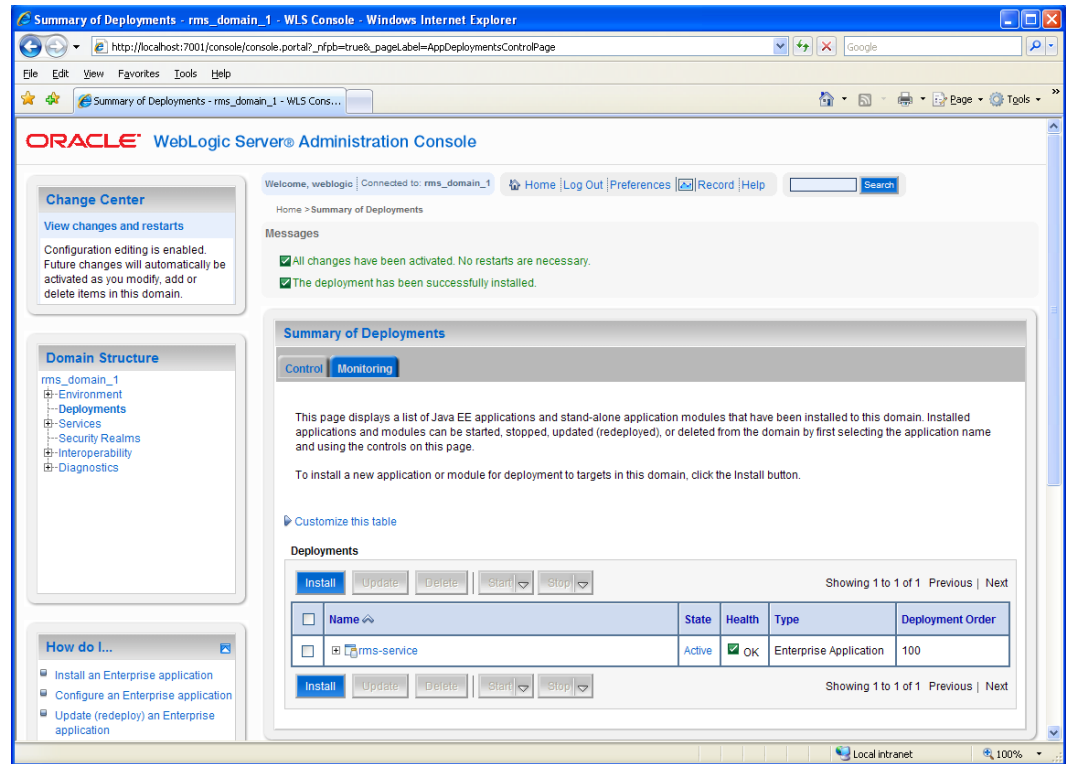 Summary of Deployments - rms_domain_1 - WLS Console - Windows Internet Explorer
http://localhost:7001/console/console.portal?_nfpb=true&_pageLabel=AppDeploymentsControlPage
Google
File Edit View Favorites Tools Help
Summary of Deployments - rms_domain_1 - WLS Cons...
Page Tools
ORACLE WebLogic Server® Administration Console
Change Center
View changes and restarts
Configuration editing is enabled.
Future changes will automatically be
activated as you modify, add or
delete items in this domain.
Domain Structure
rms_domain_1
Environment
Deployments
Services
Security Realms
Interoperability
Diagnostics
How do I...
Install an Enterprise application
Configure an Enterprise application
Update (redeploy) an Enterprise
application
Welcome, weblogic Connected to: rms_domain_1 Home Log Out Preferences Record Help Search
Home > Summary of Deployments
Messages
All changes have been activated. No restarts are necessary.
The deployment has been successfully installed.
Summary of Deployments
Control Monitoring
This page displays a list of Java EE applications and stand-alone application modules that have been installed to this domain. Installed
applications and modules can be started, stopped, updated (redeployed), or deleted from the domain by first selecting the application name
and using the controls on this page.
To install a new application or module for deployment to targets in this domain, click the Install button.
Customize this table
Deployments
Install Update Delete Start Stop Showing 1 to 1 of 1 Previous | Next
Name State Health Type Deployment Order
rms-service Active OK Enterprise Application 100
Install Update Delete Start Stop Showing 1 to 1 of 1 Previous | Next
Local intranet 100%